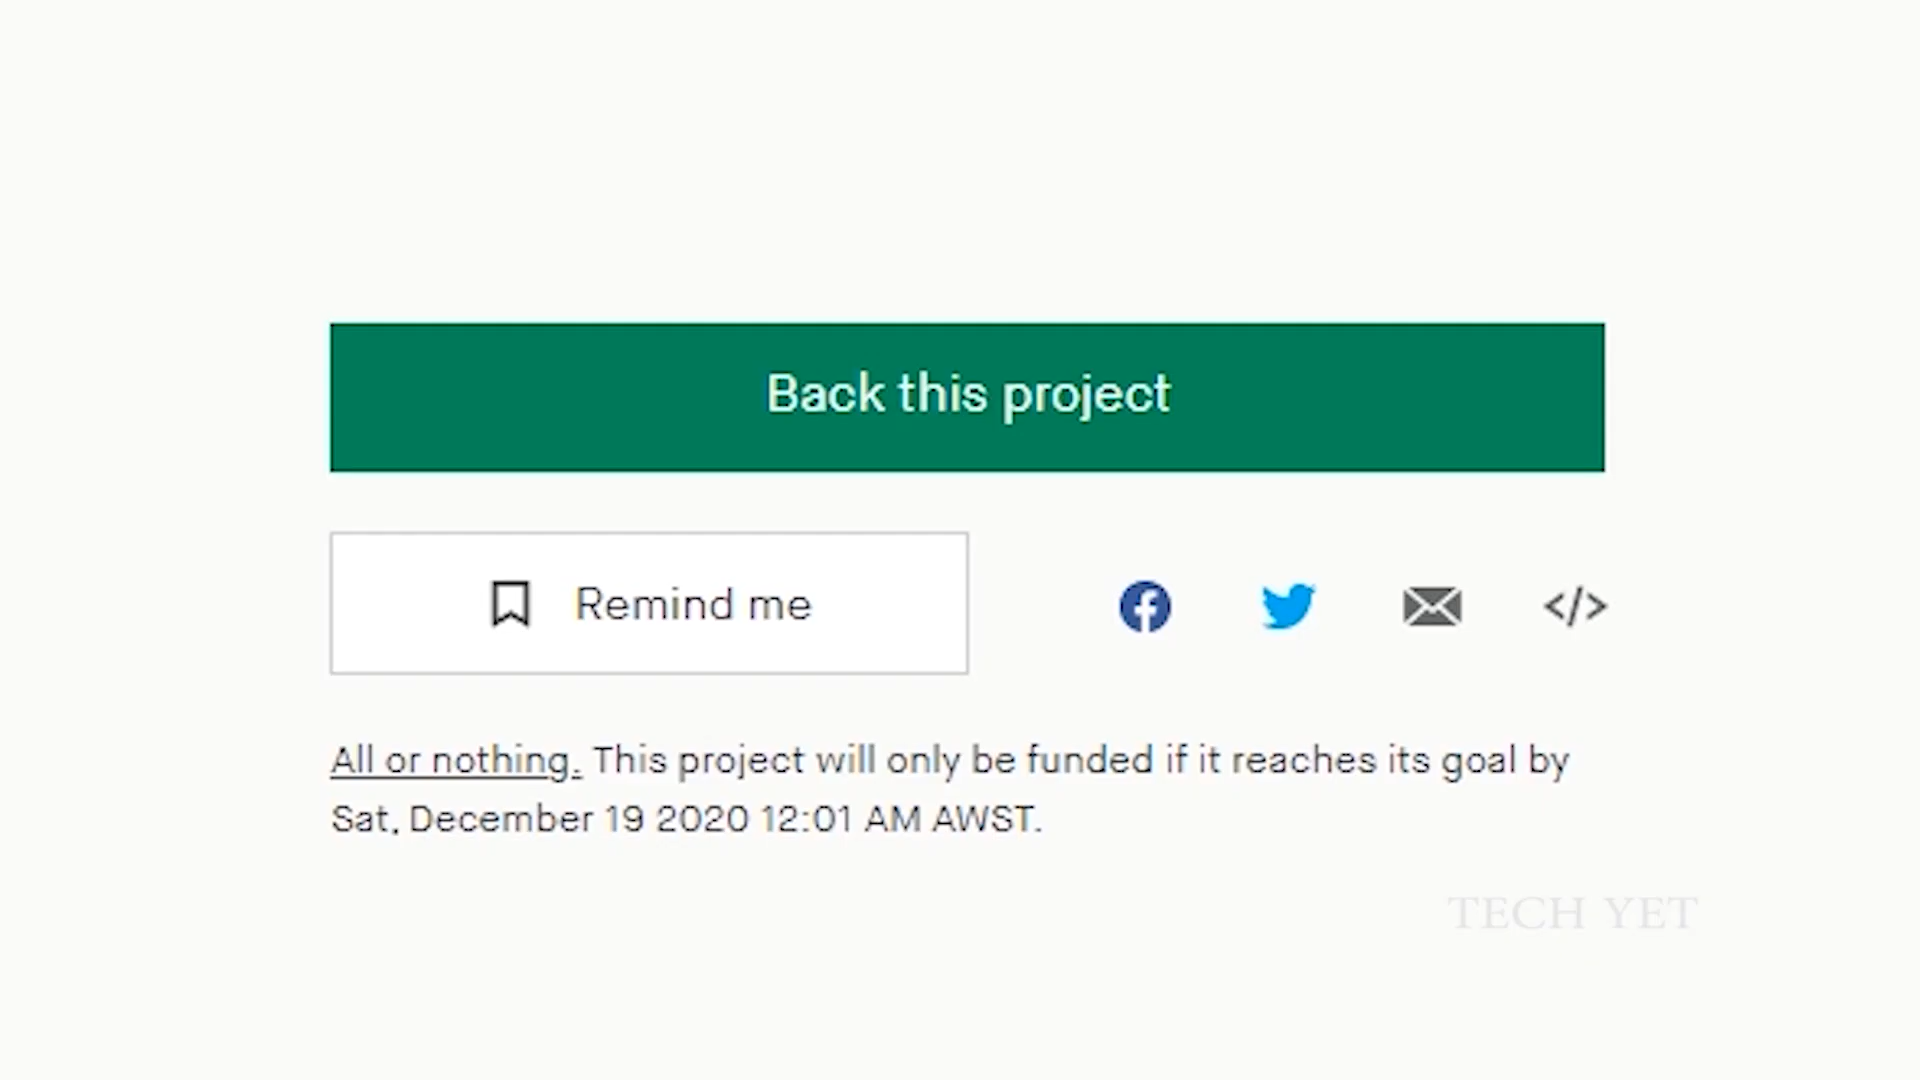 Back this project
Remind me
All or nothing. This project will only be funded if it reaches its goal by
Sat, December 19 2020 12:01 AM AWST.
TECH YET